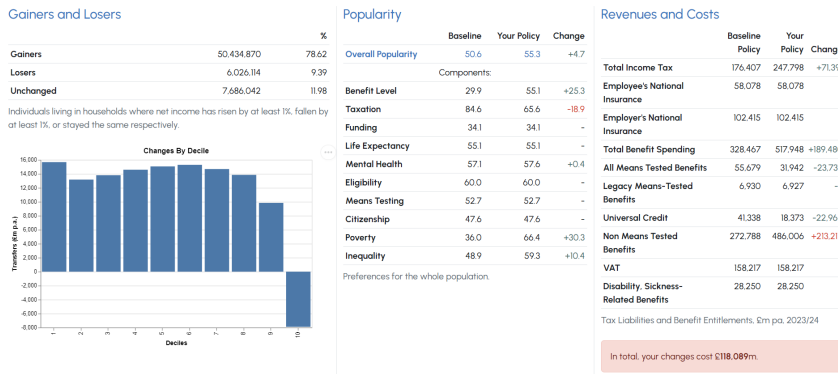 Gainers and Losers
%
Gainers 50,434,870 78.62
Losers 6,026,114 9.39
Unchanged 7,686,042 11.98
Individuals living in households where net income has risen by at least 1%, fallen by
at least 1%, or stayed the same respectively.
Changes By Decile
Transfers (£m p.a.)
16,000
14,000
12,000
10,000
8,000
6,000
4,000
2,000
0
-2,000
-4,000
-6,000
-8,000
1 2 3 4 5 6 7 8 9 10
Deciles
Popularity
Baseline Your Policy Change
Overall Popularity 50.6 55.3 +4.7
Components:
Benefit Level 29.9 55.1 +25.3
Taxation 84.6 65.6 -18.9
Funding 34.1 34.1 -
Life Expectancy 55.1 55.1 -
Mental Health 57.1 57.6 +0.4
Eligibility 60.0 60.0 -
Means Testing 52.7 52.7 -
Citizenship 47.6 47.6 -
Poverty 36.0 66.4 +30.3
Inequality 48.9 59.3 +10.4
Preferences for the whole population.
Revenues and Costs
Baseline Your
Policy Policy Chang
Total Income Tax 176,407 247,798 +71,39
Employee's National 58,078 58,078
Insurance
Employer's National 102,415 102,415
Insurance
Total Benefit Spending 328,467 517,948 +189,48
All Means Tested Benefits 55,679 31,942 -23,73
Legacy Means-Tested 6,930 6,927 -
Benefits
Universal Credit 41,338 18,373 -22,96
Non Means Tested 272,788 486,006 +213,21
Benefits
VAT 158,217 158,217
Disability, Sickness- 28,250 28,250
Related Benefits
Tax Liabilities and Benefit Entitlements, £m pa, 2023/24
In total, your changes cost £118,089m.